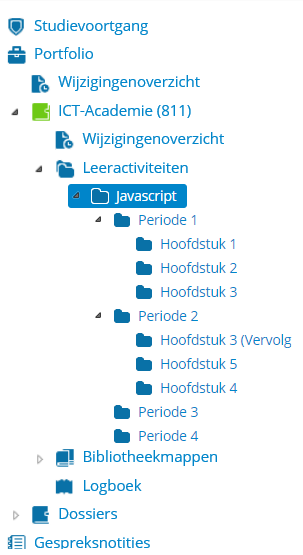 Studievoortgang
Portfolio
Wijzigingenoverzicht
ICT-Academie (811)
Wijzigingenoverzicht
Leeractiviteiten
Javascript
Periode 1
Hoofdstuk 1
Hoofdstuk 2
Hoofdstuk 3
Periode 2
Hoofdstuk 3 (Vervolg
Hoofdstuk 5
Hoofdstuk 4
Periode 3
Periode 4
Bibliotheekmappen
Logboek
Dossiers
Gespreksnotities